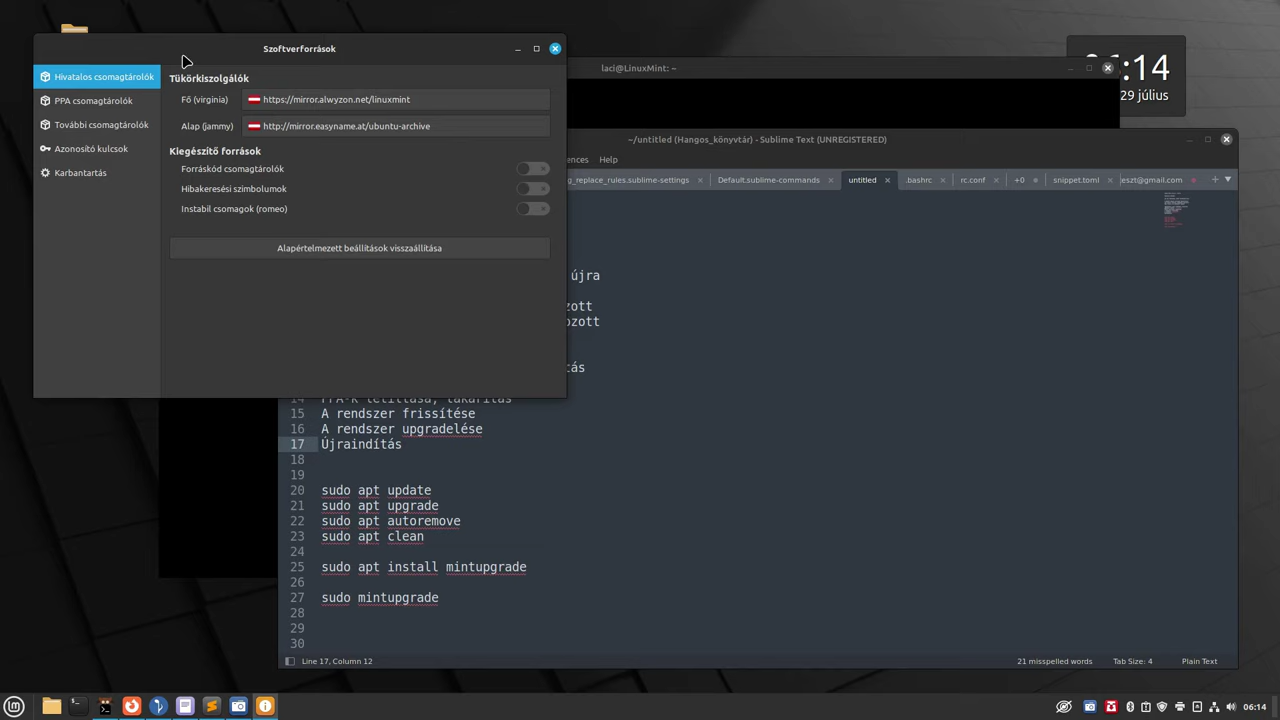 Szoftverforrások
Hivatalos csomagtárolók
PPA csomagtárolók
További csomagtárolók
Azonosító kulcsok
Karbantartás
Tükörkiszolgálók
Fő (virginia)
https://mirror.alwyzon.net/linuxmint
Alap (jammy)
http://mirror.easyname.at/ubuntu-archive
Kiegészítő források
Forráskód csomagtárolók
Hibakeresési szimbolumok
Instabil csomagok (romeo)
Alapértelmezett beállítások visszaállítása
laci@LinuxMint: ~
:14
29 július
~/untitled (Hangos_könyvtár) - Sublime Text (UNREGISTERED)
ences Help
g_replace_rules.sublime-settings Default.sublime-commands untitled .bashrc rc.conf +0 snippet.toml eszt@gmail.com
újra
zott
ozott
tás
14 PPA-k letiltása, takarítás
15 A rendszer frissítése
16 A rendszer upgradelése
17 Újraindítás
18
19
20 sudo apt update
21 sudo apt upgrade
22 sudo apt autoremove
23 sudo apt clean
24
25 sudo apt install mintupgrade
26
27 sudo mintupgrade
28
29
30
Line 17, Column 12
21 misspelled words
Tab Size: 4
Plain Text
06:14